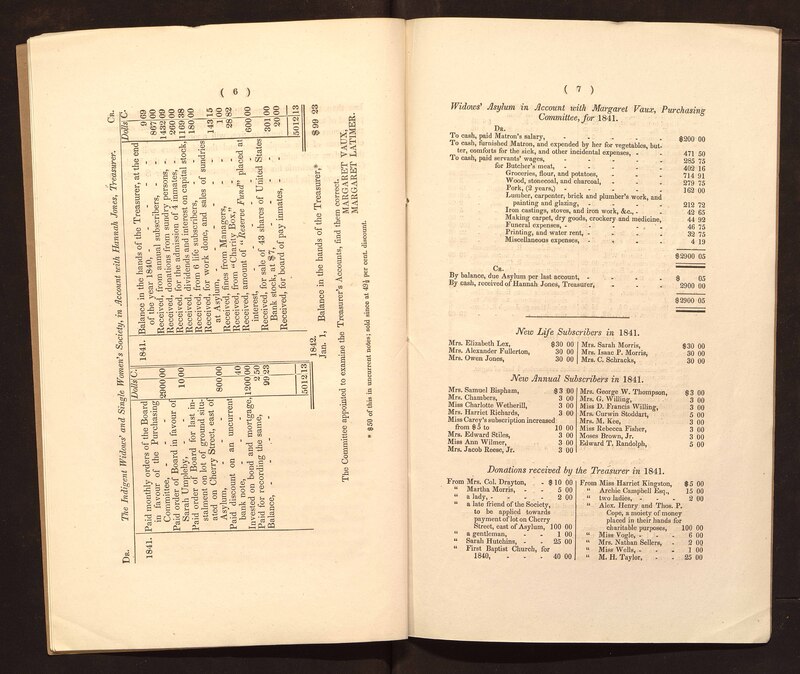 ( 6 )
DR. The Indigent Widows' and Single Women's Society, in Account with Hannah Jones, Treasurer. CR.
Dolls C.
1841. Paid monthly orders of the Board
in favour of the Purchasing
Committee, - - - 2900 00
Paid order of Board in favour of
Sarah Umpleby, - - 10 00
Paid order of Board for last in-
stalment on lot of ground situ-
ated on Cherry Street, east of
Asylum, - - - 800 00
Paid discount on an uncurrent
bank note, - - - 40
Invested on bond and mortgage, 1200 00
Paid for recording the same, 2 50
Balance, - - - 99 23
5012 13
Dolls C.
1841. Balance in the hands of the Treasurer, at the end
of the year 1840, - - - 9 69
Received, from annual subscribers, - 867 00
Received, donations from sundry persons, - 1432 69
Received, for the admission of 4 inmates, - 260 00
Received, dividends and interest on capital stock, 1169 38
Received, from 6 life subscribers, - 180 00
Received, for work done, and sales of sundries
at Asylum, - - - 143 15
Received, fines from Managers, - 1 00
Received, from "Charity Box," - 28 82
Received, amount of "Reserve Fund" placed at
interest, - - - 600 00
Received, for sale of 43 shares of United States
Bank stock, at $7, - - 301 00
Received, for board of pay inmates, - 20 00
5012 13
1842.
Jan. 1, Balance in the hands of the Treasurer,* $ 99 23
The Committee appointed to examine the Treasurer's Accounts, find them correct.
MARGARET VAUX,
MARGARET LATIMER.
* $50 of this in uncurrent notes; sold since at 49½ per cent. discount.
( 7 )
Widows' Asylum in Account with Margaret Vaux, Purchasing
Committee, for 1841.
DR.
To cash, paid Matron's salary, - - - $200 00
To cash, furnished Matron, and expended by her for vegetables, but-
ter, comforts for the sick, and other incidental expenses, - - 471 50
To cash, paid servants' wages, - - - 285 75
for Butcher's meat, - - - 402 16
Groceries, flour, and potatoes, - - - 714 91
Wood, stonecoal, and charcoal, - - - 279 75
Pork, (2 years,) - - - 162 00
Lumber, carpenter, brick and plumber's work, and
painting and glazing, - - - 212 72
Iron castings, stoves, and iron work, &c., - - 42 65
Making carpet, dry goods, crockery and medicine, - 44 92
Funeral expenses, - - - 46 75
Printing, and water rent, - - - 32 75
Miscellaneous expenses, - - - 4 19
$2900 05
CR.
By balance, due Asylum per last account, - - - $ 05
By cash, received of Hannah Jones, Treasurer, - - - 2900 00
$2900 05
New Life Subscribers in 1841.
Mrs. Elizabeth Lex, $30 00
Mrs. Alexander Fullerton, 30 00
Mrs. Owen Jones, 30 00
Mrs. Sarah Morris, $30 00
Mrs. Isaac P. Morris, 30 00
Mrs. C. Schracks, - 30 00
New Annual Subscribers in 1841.
Mrs. Samuel Bispham, $3 00
Mrs. Chambers, 3 00
Miss Charlotte Wetherill, 3 00
Mrs. Harriet Richards, 3 00
Miss Carey's subscription increased
from $5 to 10 00
Mrs. Edward Stiles, 3 00
Miss Ann Wilmer, 3 00
Mrs. Jacob Reese, Jr. 3 00
Mrs. George W. Thompson, $3 00
Mrs. G. Willing, 3 00
Miss D. Francis Willing, 3 00
Mrs. Curwin Stoddart, 5 00
Mrs. M. Kee, 3 00
Miss Rebecca Fisher, 3 00
Moses Brown, Jr. 3 00
Edward T. Randolph, 5 00
Donations received by the Treasurer in 1841.
From Mrs. Col. Drayton, - $10 00
" Martha Morris, - - 5 00
" a lady, - - - 2 00
" a late friend of the Society,
to be applied towards
payment of lot on Cherry
Street, east of Asylum, 100 00
" a gentleman, - - 1 00
" Sarah Hutchins, - - 25 00
" First Baptist Church, for
1840, - - - 40 00
From Miss Harriet Kingston, $5 00
" Archie Campbell Esq., 15 00
" two ladies, - - 2 00
" Alex. Henry and Thos. P.
Cope, a moiety of money
placed in their hands for
charitable purposes, 100 00
" Miss Vogle, - - 6 00
" Mrs. Nathan Sellers, - 2 00
" Miss Wells, - - 1 00
" M. H. Taylor, - - 25 00